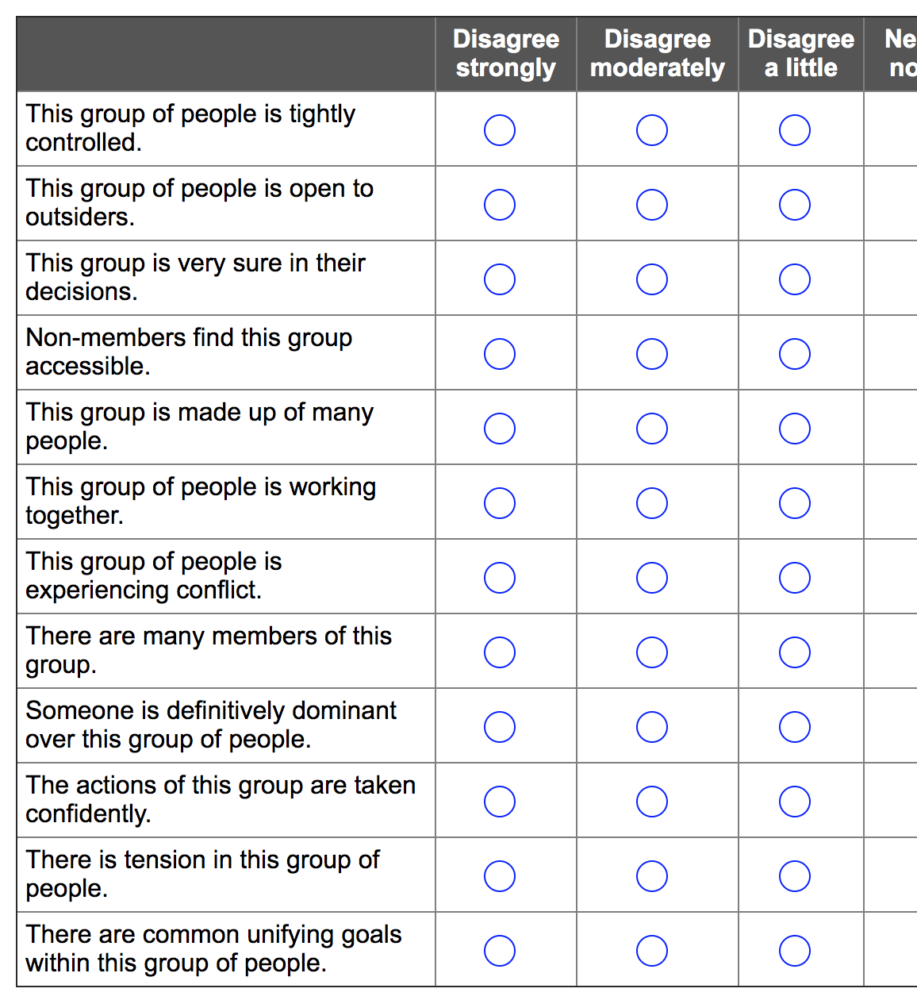 Disagree strongly
Disagree moderately
Disagree a little
This group of people is tightly
controlled.
This group of people is open to
outsiders.
This group is very sure in their
decisions.
Non-members find this group
accessible.
This group is made up of many
people.
This group of people is working
together.
This group of people is
experiencing conflict.
There are many members of this
group.
Someone is definitively dominant
over this group of people.
The actions of this group are taken
confidently.
There is tension in this group of
people.
There are common unifying goals
within this group of people.